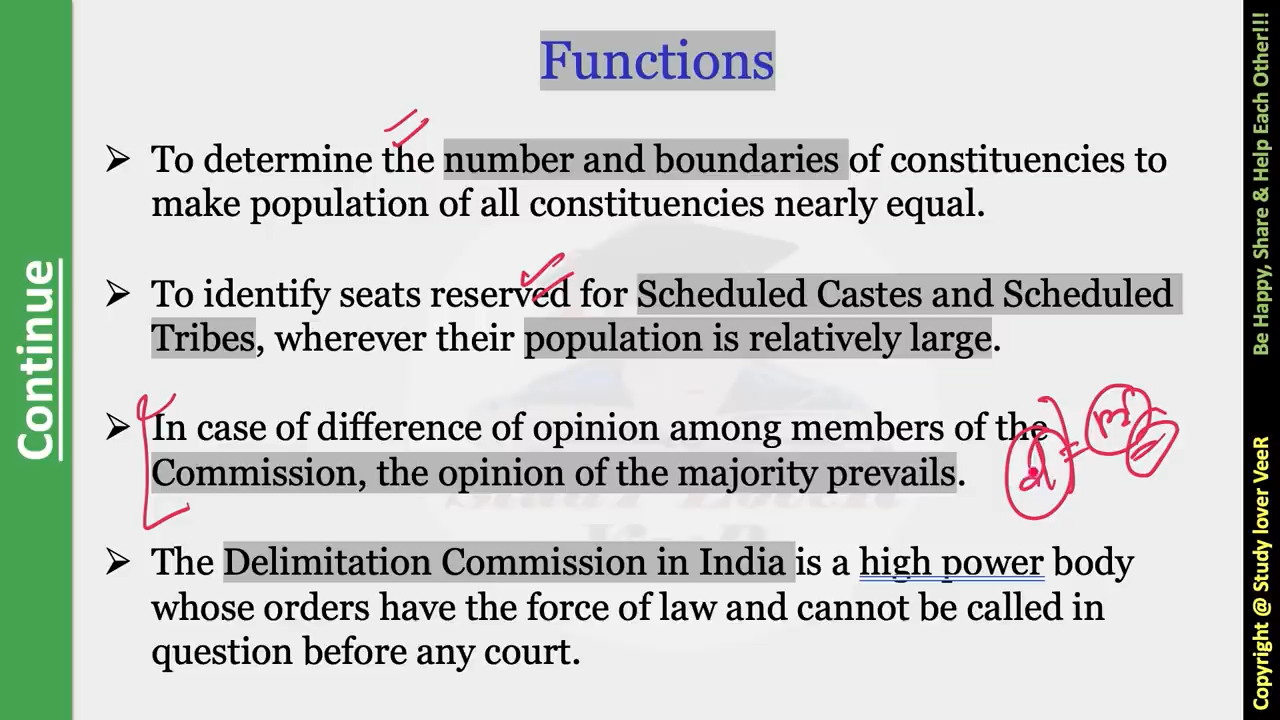 Functions
➢ To determine the number and boundaries of constituencies to
make population of all constituencies nearly equal.
➢ To identify seats reserved for Scheduled Castes and Scheduled
Tribes, wherever their population is relatively large.
➢ In case of difference of opinion among members of the
Commission, the opinion of the majority prevails.
➢ The Delimitation Commission in India is a high power body
whose orders have the force of law and cannot be called in
question before any court.
Continue
Be Happy, Share & Help Each Other!!!
Copyright @ Study lover VeeR